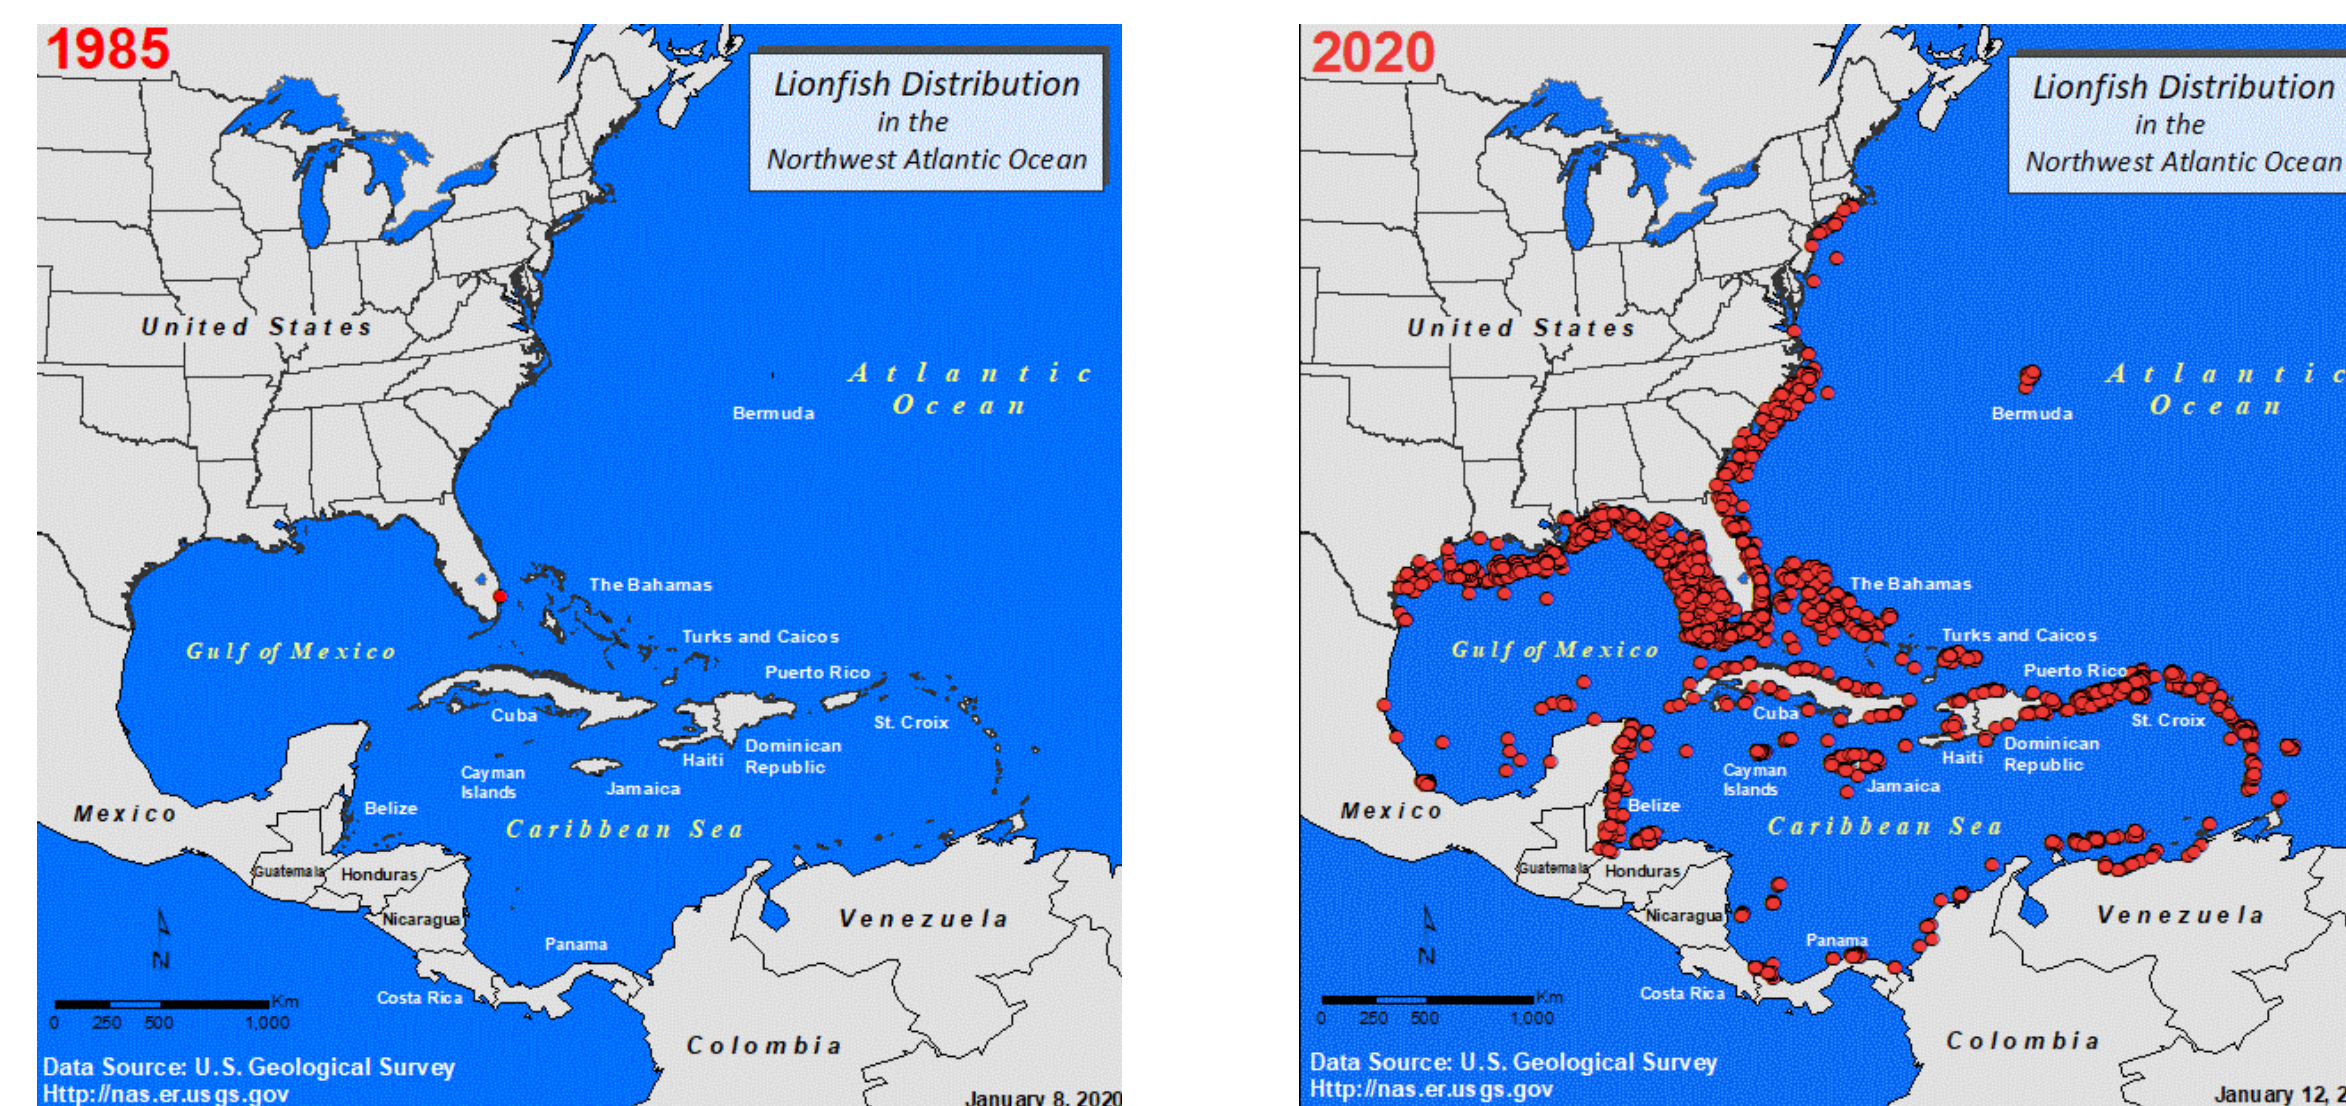 1985
Lionfish Distribution
in the
Northwest Atlantic Ocean
United States
Atlantic
Ocean
Bermuda
The Bahamas
Gulf of Mexico
Turks and Caicos
Puerto Rico
Cuba
St. Croix
Haiti
Dominican
Republic
Cayman
Islands
Jamaica
Mexico
Belize
Caribbean Sea
Guatemala
Honduras
Nicaragua
Venezuela
Panama
N
Costa Rica
Km
0 250 500 1,000
Colombia
Data Source: U.S. Geological Survey
Http://nas.er.usgs.gov
January 8, 2020
2020
Lionfish Distribution
in the
Northwest Atlantic Ocean
United States
Atlantic
Ocean
Bermuda
The Bahamas
Gulf of Mexico
Turks and Caicos
Puerto Rico
Cuba
St. Croix
Haiti
Dominican
Republic
Cayman
Islands
Jamaica
Mexico
Belize
Caribbean Sea
Guatemala
Honduras
Nicaragua
Venezuela
Panama
N
Costa Rica
Km
0 250 500 1,000
Colombia
Data Source: U.S. Geological Survey
Http://nas.er.usgs.gov
January 12, 2